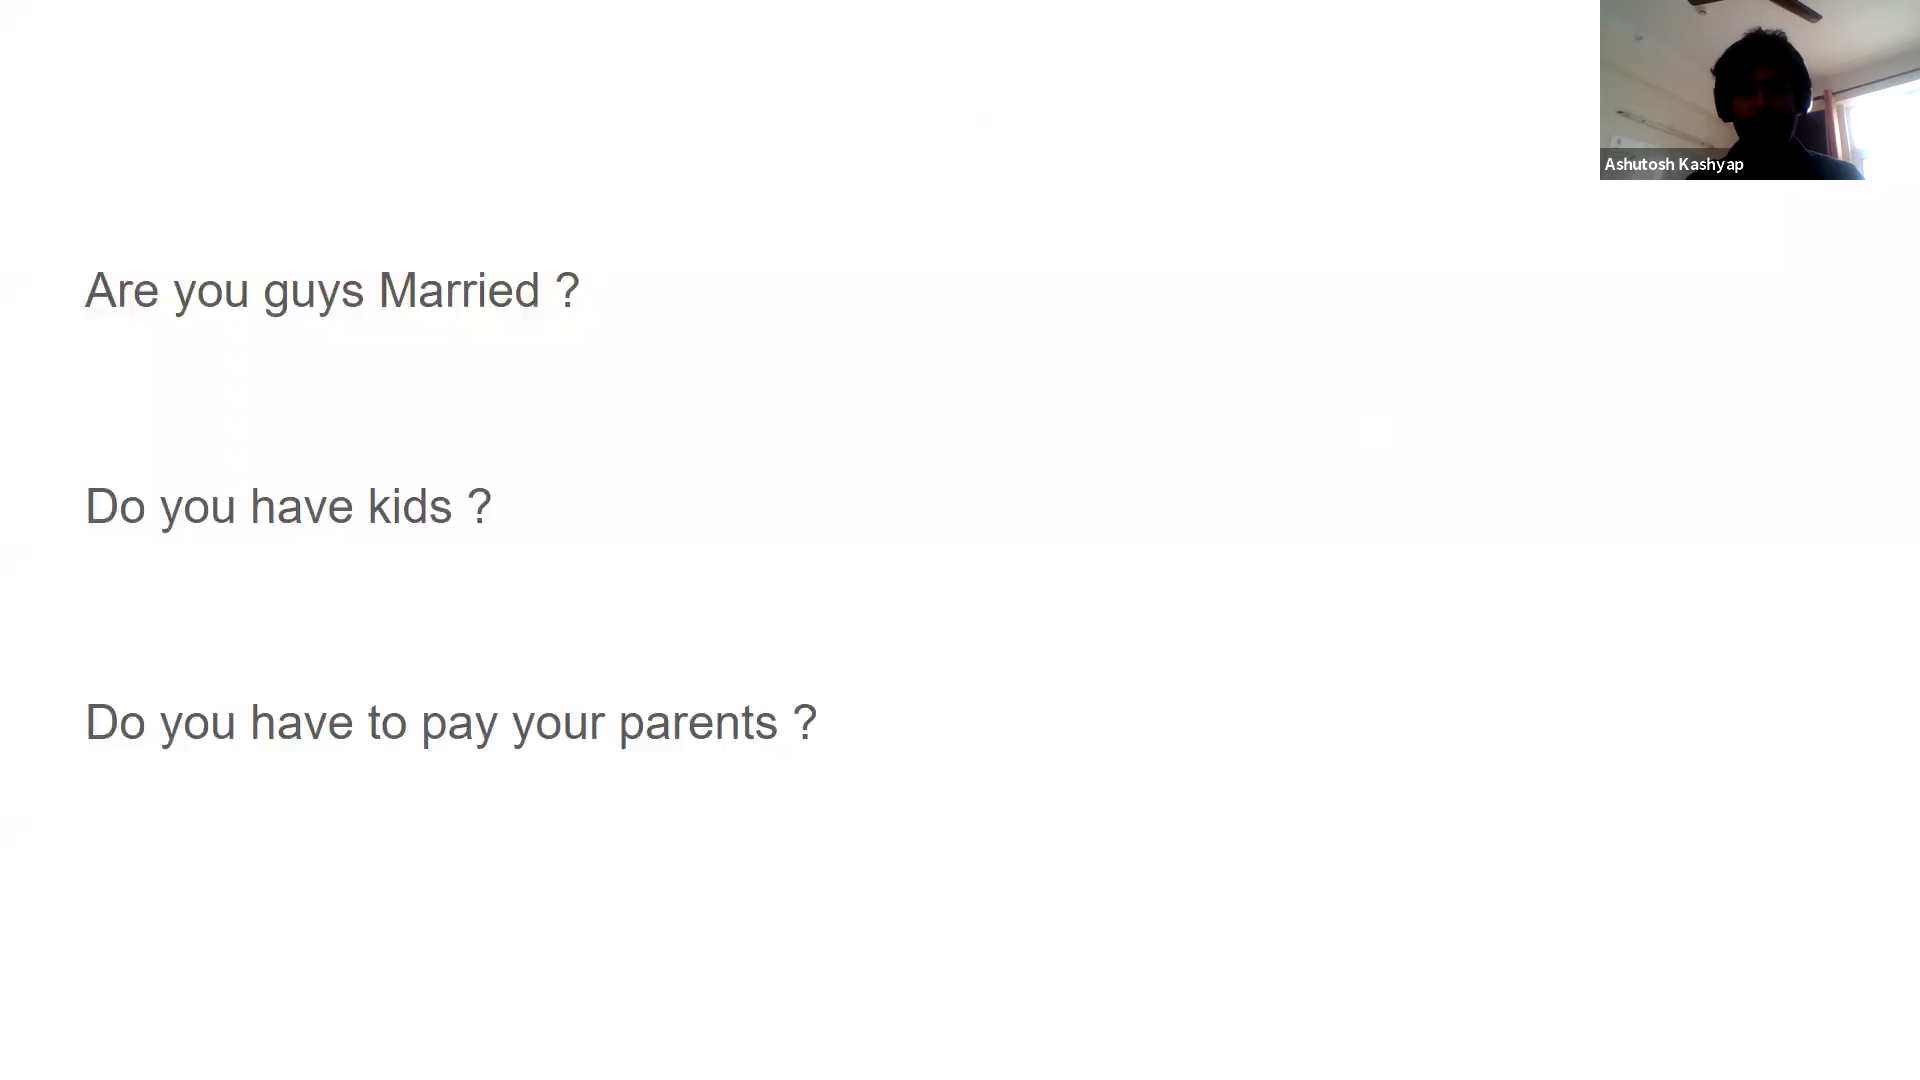 Ashutosh Kashyap
Are you guys Married ?
Do you have kids ?
Do you have to pay your parents ?